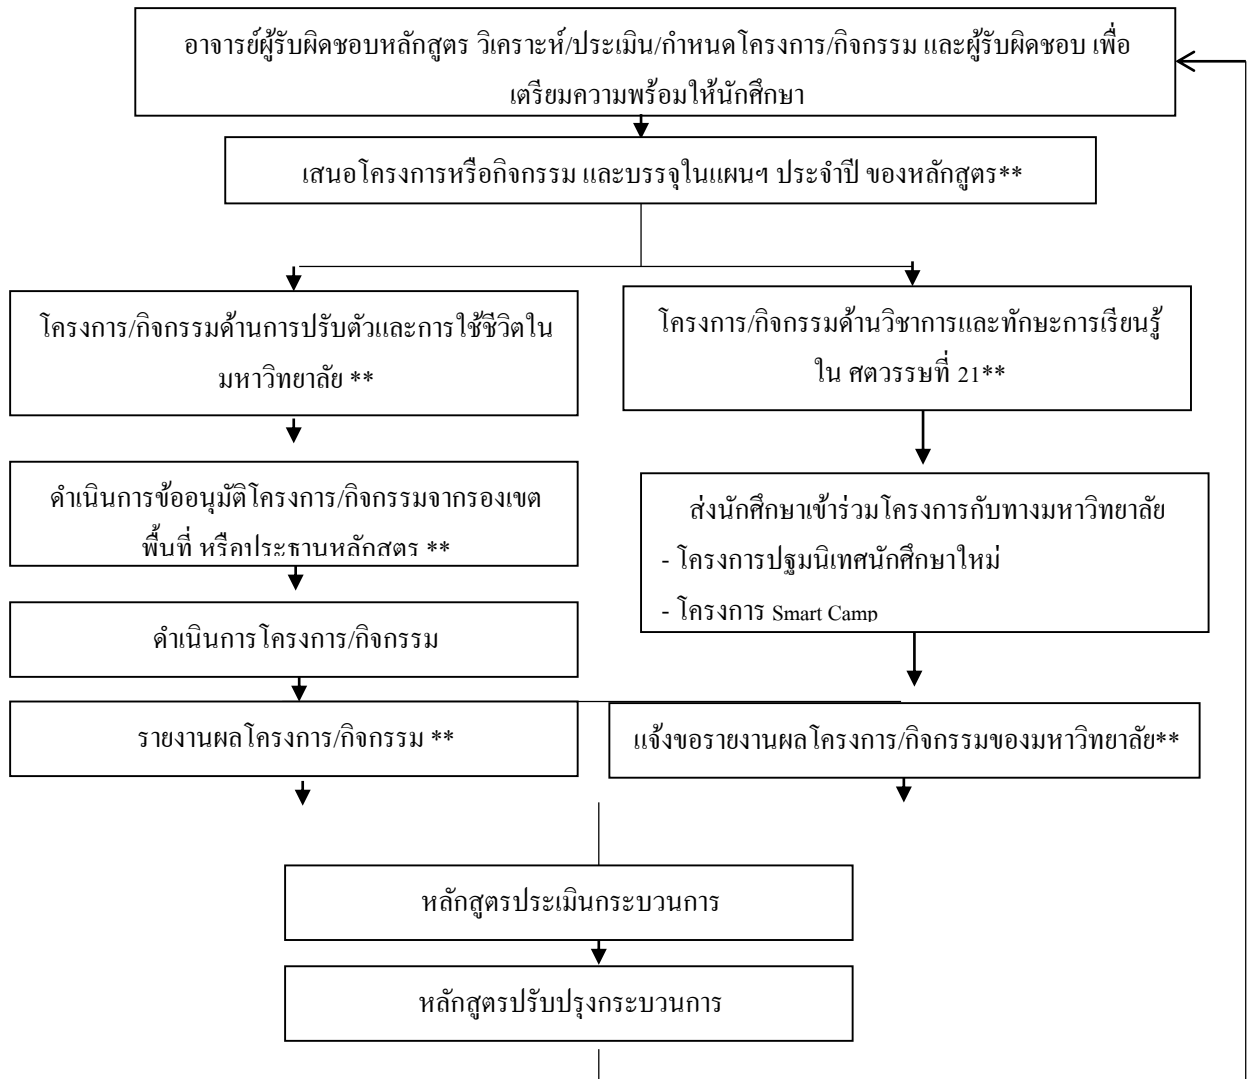 อาจารย์ผู้รับผิดชอบหลักสูตร วิเคราะห์/ประเมิน/กำหนดโครงการ/กิจกรรม และผู้รับผิดชอบ เพื่อ
เตรียมความพร้อมให้นักศึกษา
เสนอโครงการหรือกิจกรรม และบรรจุในแผนฯ ประจำปี ของหลักสูตร**
โครงการ/กิจกรรมด้านการปรับตัวและการใช้ชีวิตใน
มหาวิทยาลัย **
โครงการ/กิจกรรมด้านวิชาการและทักษะการเรียนรู้
ใน ศตวรรษที่ 21**
ดำเนินการข้ออนุมัติโครงการ/กิจกรรมจากรองเขต
พื้นที่ หรือประธานหลักสูตร **
ส่งนักศึกษาเข้าร่วมโครงการกับทางมหาวิทยาลัย
- โครงการปฐมนิเทศนักศึกษาใหม่
- โครงการ Smart Camp
ดำเนินการโครงการ/กิจกรรม
รายงานผลโครงการ/กิจกรรม **
แจ้งขอรายงานผลโครงการ/กิจกรรมของมหาวิทยาลัย**
หลักสูตรประเมินกระบวนการ
หลักสูตรปรับปรุงกระบวนการ